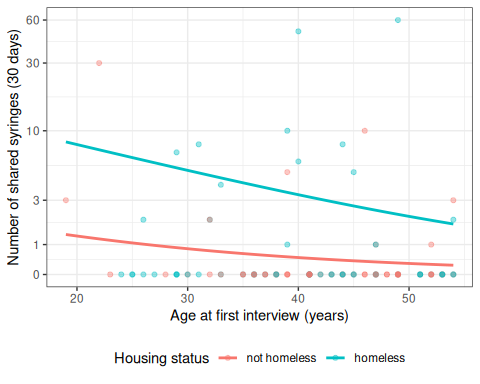 Number of shared syringes (30 days)
60
30
10
3
1
0
20 30 40 50
Age at first interview (years)
Housing status not homeless homeless